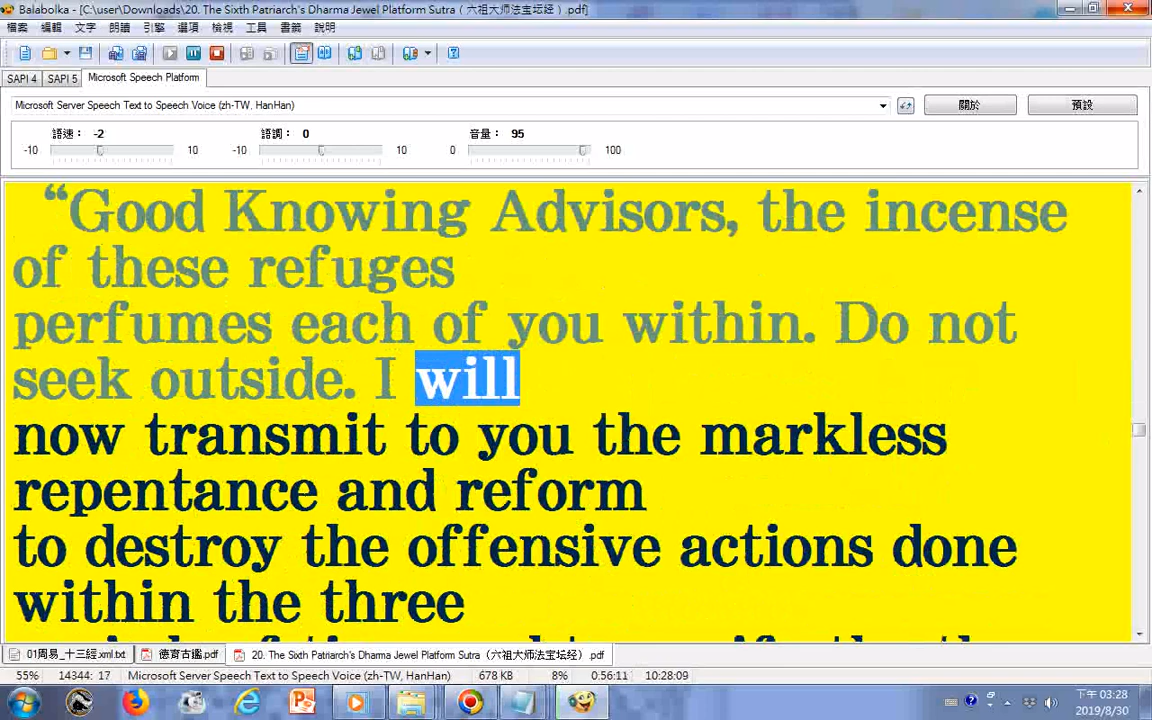 Balabolka - [C:\user\Downloads\20. The Sixth Patriarch's Dharma Jewel Platform Sutra（六祖大师法宝坛经）.pdf]
檔案 編輯 文字 朗讀 引擎 選項 檢視 工具 書籤 說明
SAPI 4 SAPI 5 Microsoft Speech Platform
Microsoft Server Speech Text to Speech Voice (zh-TW, HanHan) 關於 預設
語速： -2 語調： 0 音量： 95
-10 10 -10 10 0 100
“Good Knowing Advisors, the incense
of these refuges
perfumes each of you within. Do not
seek outside. I will
now transmit to you the markless
repentance and reform
to destroy the offensive actions done
within the three
01周易_十三經.xml.txt 德育古鑑.pdf 20. The Sixth Patriarch's Dharma Jewel Platform Sutra（六祖大师法宝坛经）.pdf
55% 14344: 17 Microsoft Server Speech Text to Speech Voice (zh-TW, HanHan) 678 KB 8% 0:56:11 10:28:09
下午 03:28
2019/8/30